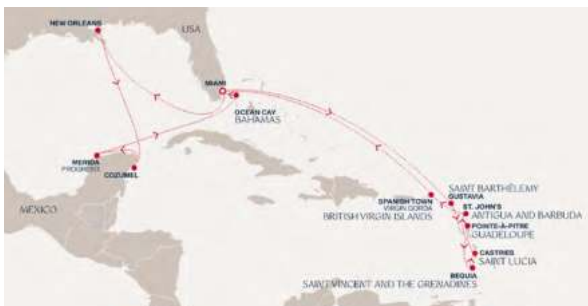 NEW ORLEANS
USA
MIAMI
OCEAN CAY
BAHAMAS
MERIDA
PROGRESO
COZUMEL
MEXICO
SPANISH TOWN
VIRGIN GORDA
BRITISH VIRGIN ISLANDS
SAINT BARTHÉLEMY
GUSTAVIA
ST. JOHN'S
ANTIGUA AND BARBUDA
POINTE-À-PITRE
GUADELOUPE
CASTRIES
SAINT LUCIA
BEQUIA
SAINT VINCENT AND THE GRENADINES